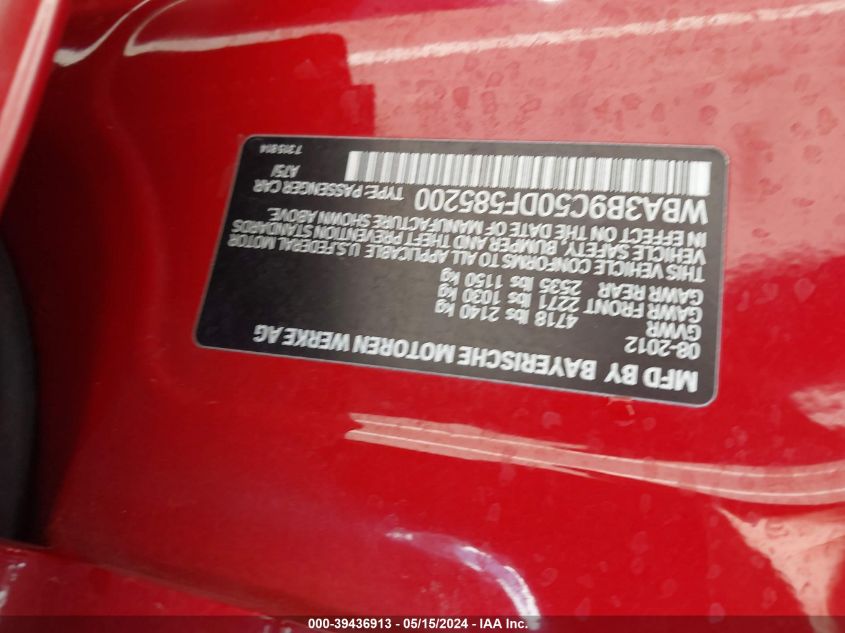 MFD BY BAYERISCHE MOTOREN WERKE AG
08-2012
GVWR 4718 lbs 2140 kg
GAWR FRONT 2271 lbs 1030 kg
GAWR REAR 2535 lbs 1150 kg
THIS VEHICLE CONFORMS TO ALL APPLICABLE U.S.FEDERAL MOTOR
VEHICLE SAFETY, BUMPER AND THEFT PREVENTION STANDARDS
IN EFFECT ON THE DATE OF MANUFACTURE SHOWN ABOVE.
WBA3B9C50DF585200 TYPE: PASSENGER CAR
A75/
7315814
000-39436913 - 05/15/2024 - IAA Inc.